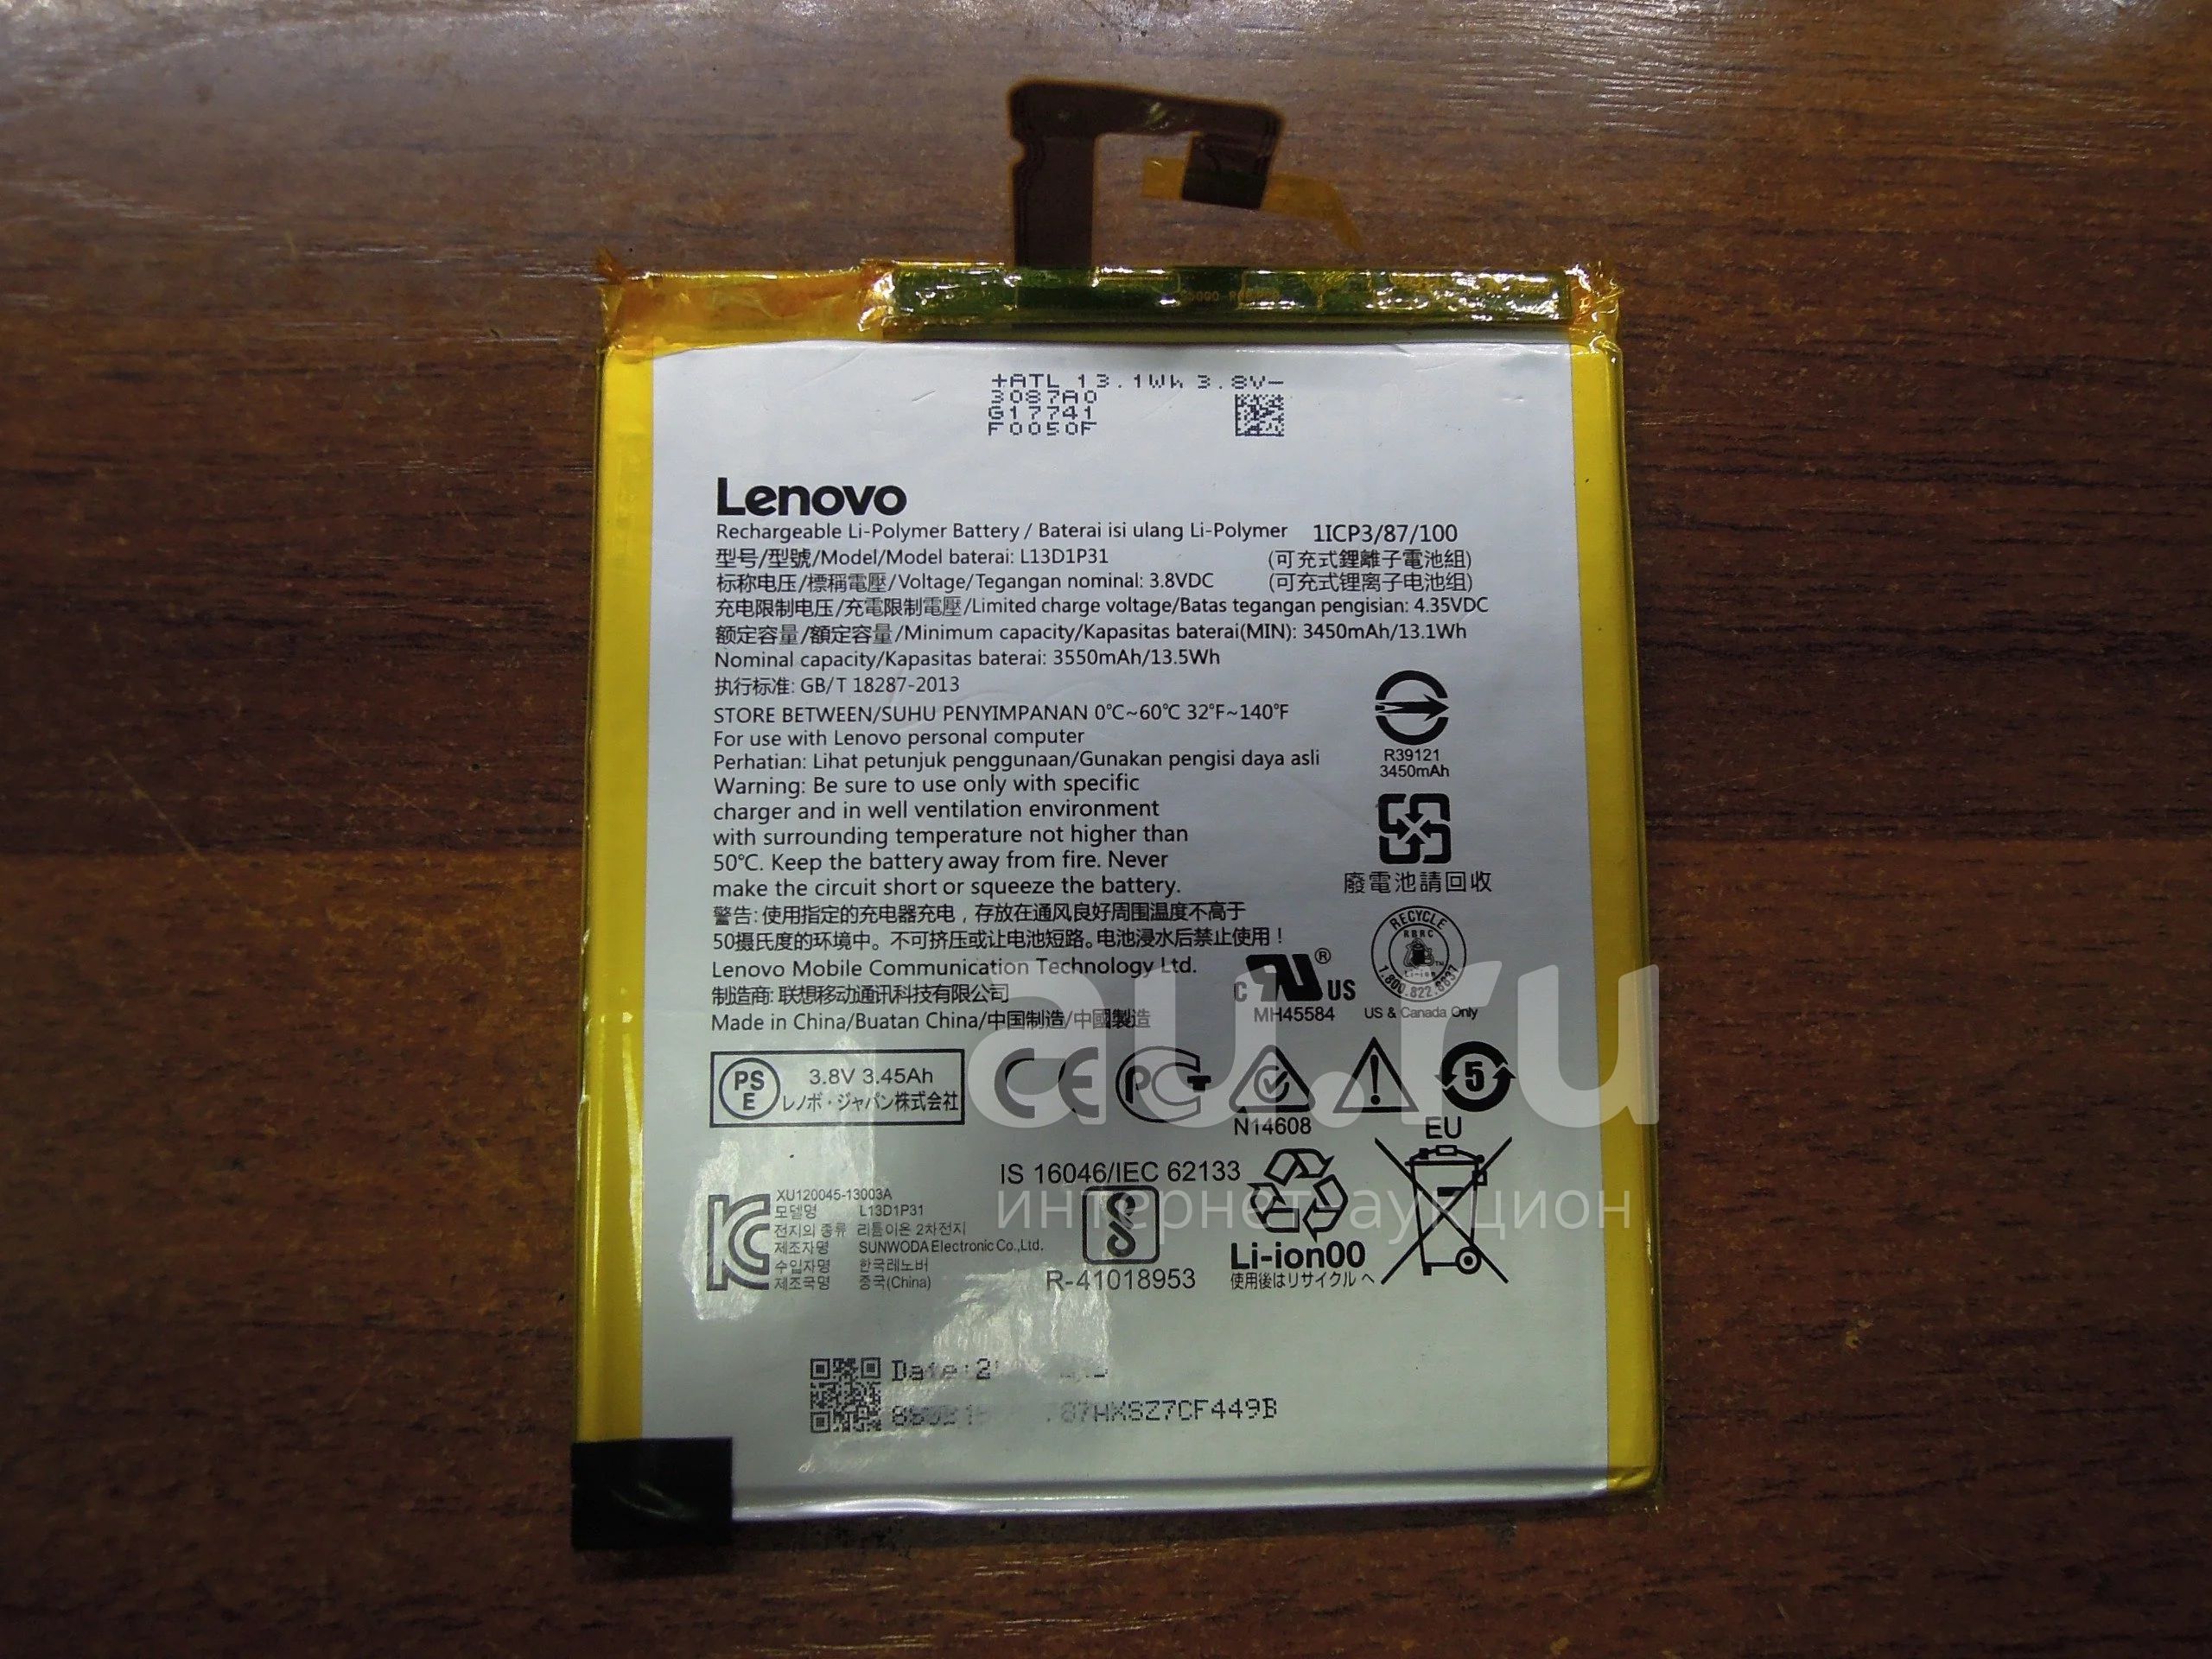 +ATL 13.1Wh 3.8V-
3087A0
G17741
F0050F
Lenovo
Rechargeable Li-Polymer Battery / Baterai isi ulang Li-Polymer 1ICP3/87/100
型号/型號/Model/Model baterai: L13D1P31 (可充式鋰離子電池組)
标称电压/標稱電壓/Voltage/Tegangan nominal: 3.8VDC (可充式锂离子电池组)
充电限制电压/充電限制電壓/Limited charge voltage/Batas tegangan pengisian: 4.35VDC
额定容量/額定容量/Minimum capacity/Kapasitas baterai(MIN): 3450mAh/13.1Wh
Nominal capacity/Kapasitas baterai: 3550mAh/13.5Wh
执行标准: GB/T 18287-2013
STORE BETWEEN/SUHU PENYIMPANAN 0℃~60℃ 32℉~140℉
For use with Lenovo personal computer
Perhatian: Lihat petunjuk penggunaan/Gunakan pengisi daya asli
Warning: Be sure to use only with specific
charger and in well ventilation environment
with surrounding temperature not higher than
50℃. Keep the battery away from fire. Never
make the circuit short or squeeze the battery.
警告: 使用指定的充电器充电，存放在通风良好周围温度不高于
50摄氏度的环境中。不可挤压或让电池短路。电池浸水后禁止使用！
Lenovo Mobile Communication Technology Ltd.
制造商: 联想移动通讯科技有限公司
Made in China/Buatan China/中国制造/中國製造
R39121
3450mAh
廢電池請回收
RECYCLE
RBRC
Li-ion
1.800.822.8837
US & Canada Only
c RU ® US
MH45584
PS E 3.8V 3.45Ah
レノボ・ジャパン株式会社
CE
N14608
5
EU
IS 16046/IEC 62133
R-41018953
XU120045-13003A
모델명 L13D1P31
전지의 종류 리튬이온 2차전지
제조자명 SUNWODA Electronic Co.,Ltd.
수입자명 한국레노버
제조국명 중국(China)
Li-ion00
使用後はリサイクルへ
Date:2
87HKSZ7CF449B
au.ru
интернет-аукцион